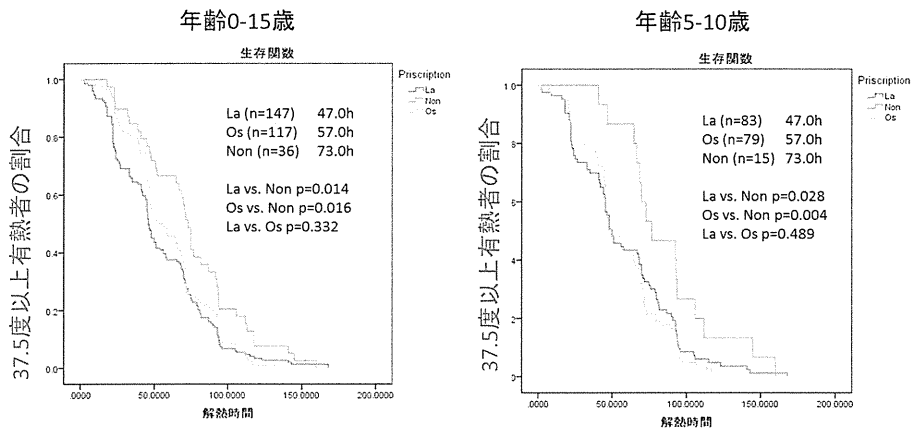 年齢0-15歳
生存関数
Priscription
La
Non
Os
La (n=147) 47.0h
Os (n=117) 57.0h
Non (n=36) 73.0h
La vs. Non p=0.014
Os vs. Non p=0.016
La vs. Os p=0.332
37.5度以上有熱者の割合
1.0
0.8
0.6
0.4
0.2
0.0
.0000
50.0000
100.0000
150.0000
200.0000
解熱時間
年齢5-10歳
生存関数
Priscription
La
Non
Os
La (n=83) 47.0h
Os (n=79) 57.0h
Non (n=15) 73.0h
La vs. Non p=0.028
Os vs. Non p=0.004
La vs. Os p=0.489
37.5度以上有熱者の割合
1.0
.0000
50.0000
100.0000
150.0000
200.0000
解熱時間